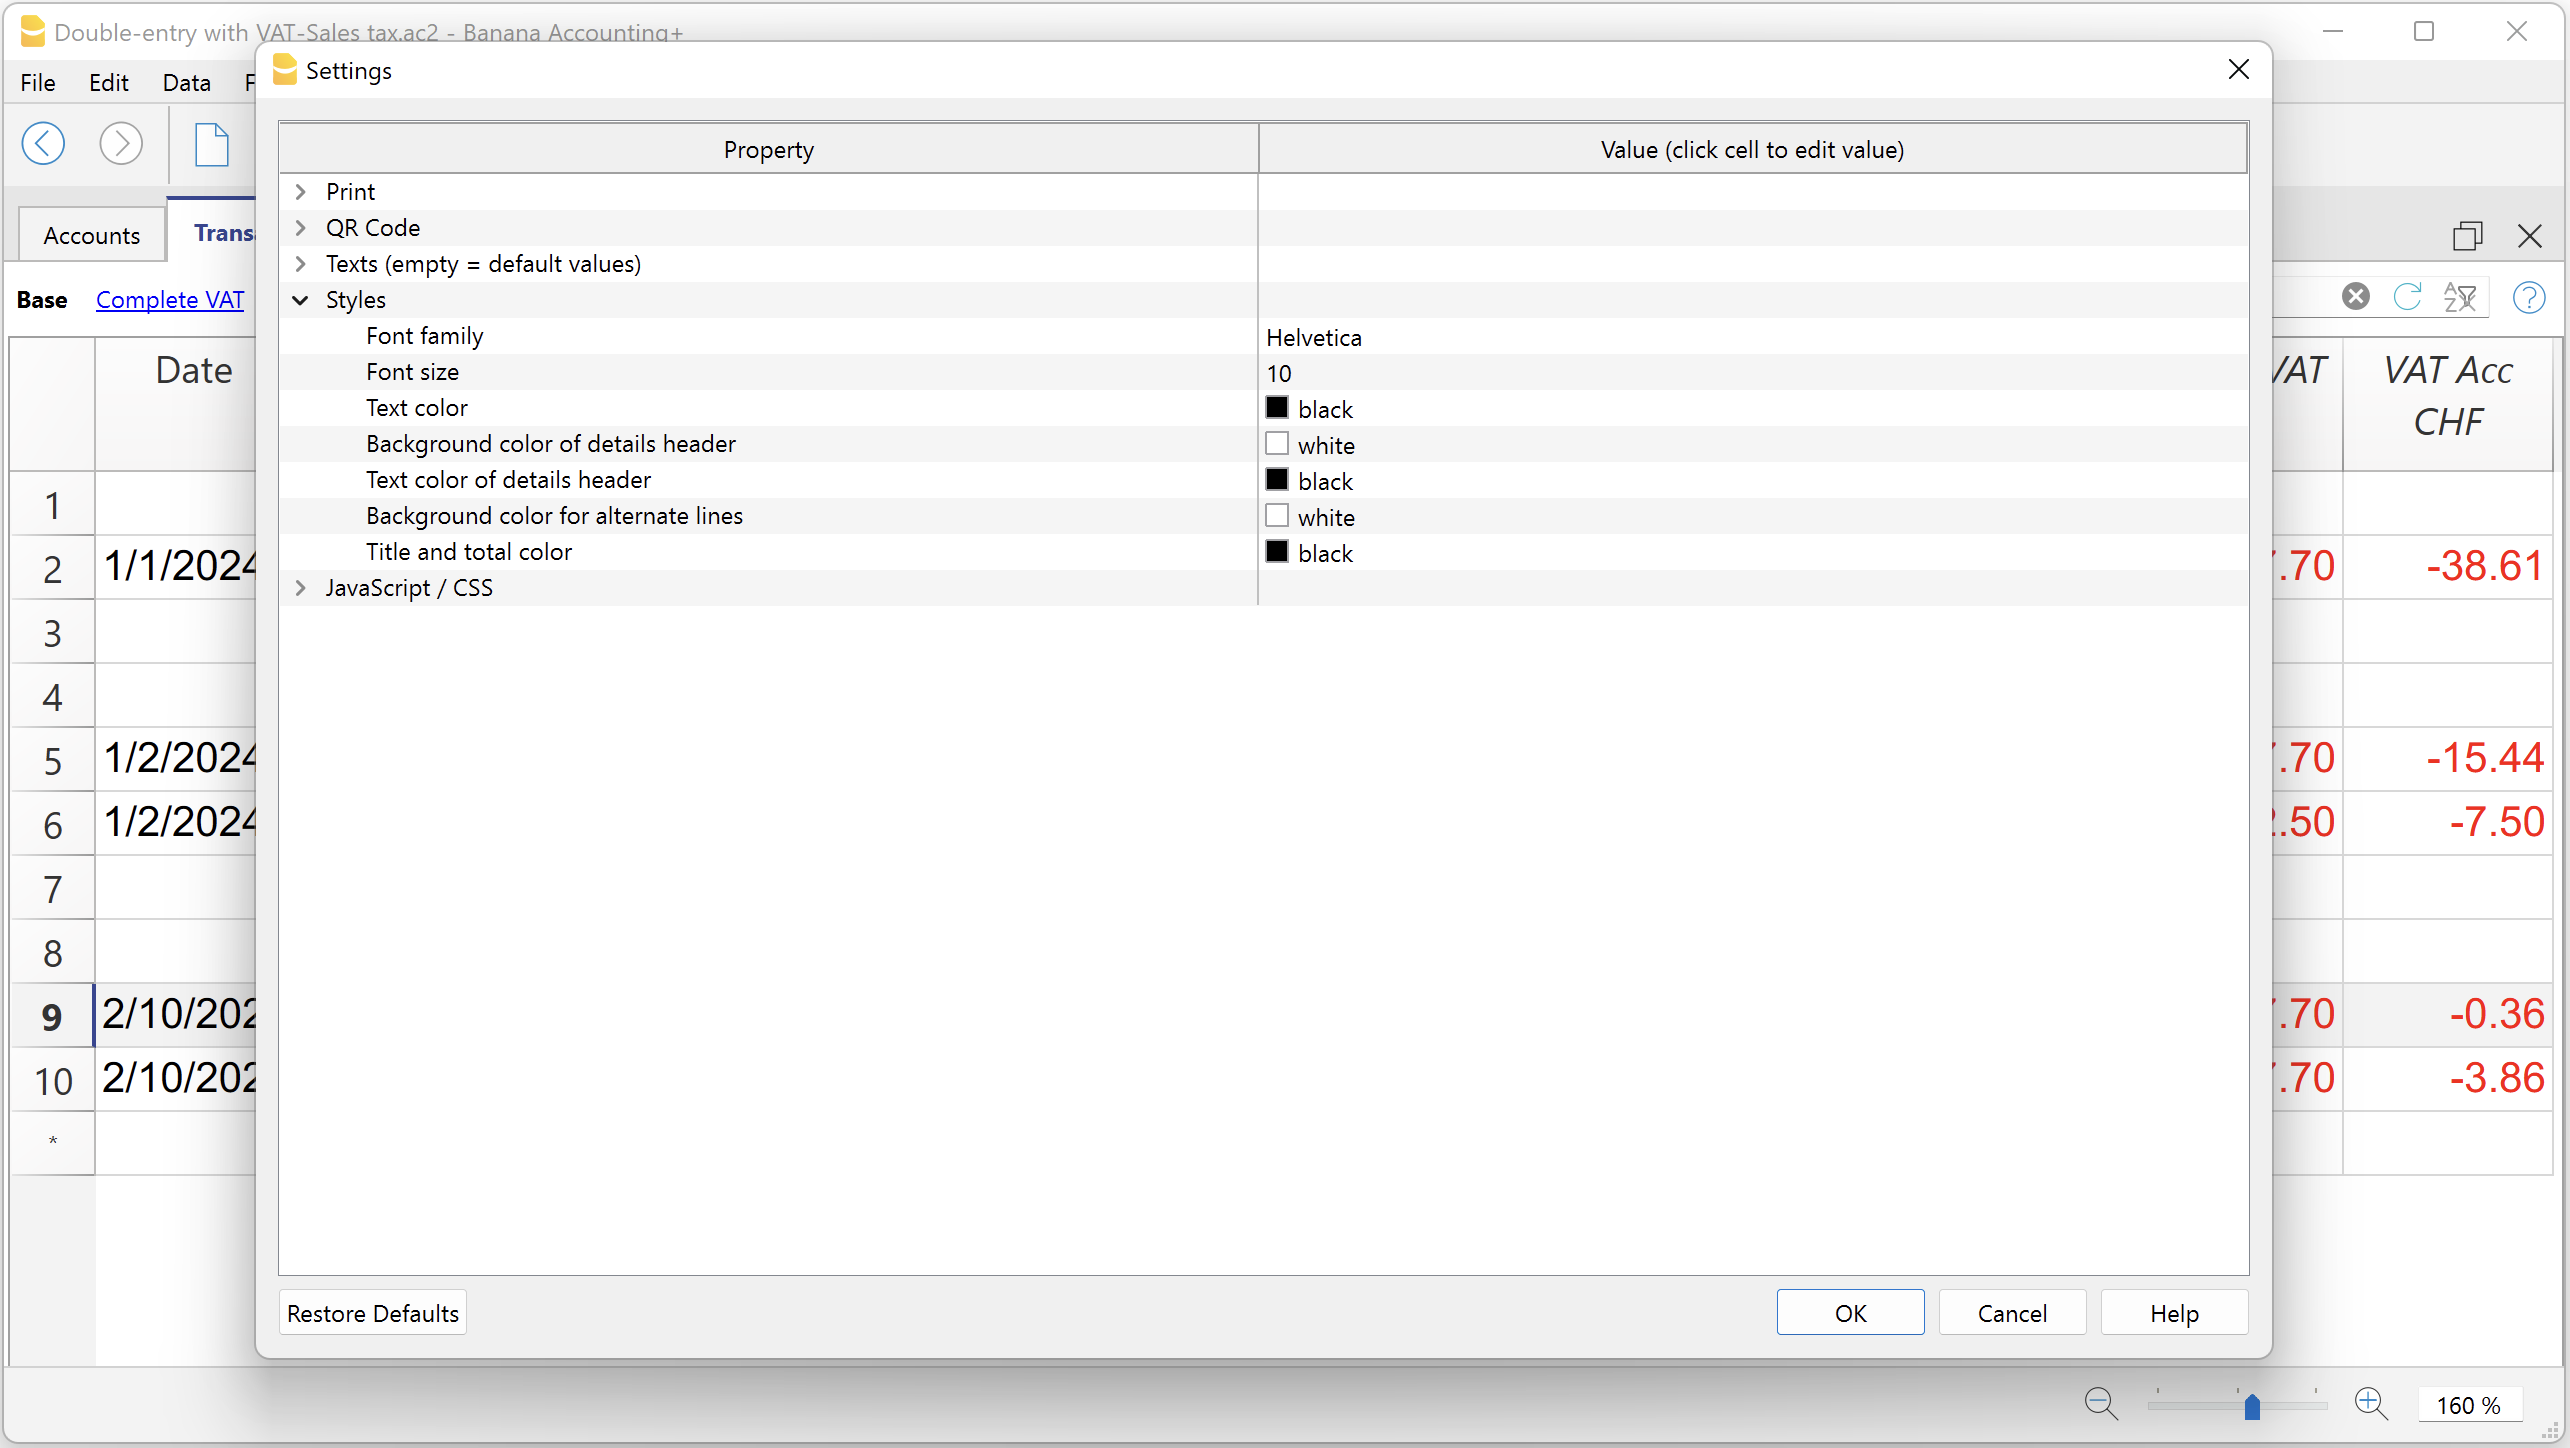 Double-entry with VAT-Sales tax.ac2 - Banana Accounting+
Settings
File Edit Data
Property Value (click cell to edit value)
Print
QR Code
Accounts
Texts (empty = default values)
Base Complete VAT
Styles
Font family Helvetica
Font size 10
Text color black
Background color of details header white
Text color of details header black
Background color for alternate lines white
Title and total color black
JavaScript / CSS
Date VAT VAT Acc
CHF
1
2 1/1/2024 .70 -38.61
3
4
5 1/2/2024 .70 -15.44
6 1/2/2024 .50 -7.50
7
8
9 2/10/202 .70 -0.36
10 2/10/202 .70 -3.86
*
Restore Defaults OK Cancel Help
160 %